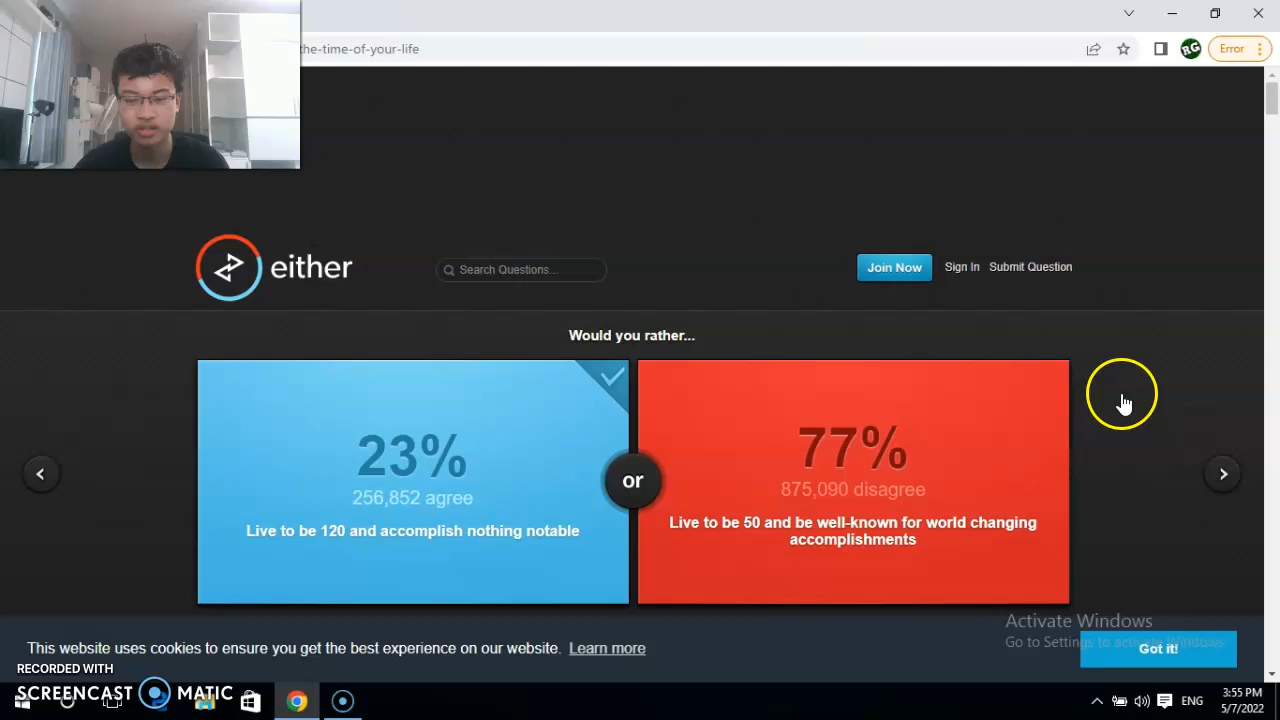 the-time-of-your-life
RG
Error
either
Search Questions...
Join Now
Sign In
Submit Question
Would you rather...
23%
256,852 agree
Live to be 120 and accomplish nothing notable
or
77%
875,090 disagree
Live to be 50 and be well-known for world changing
accomplishments
Activate Windows
Go to Settings to activate Windows.
This website uses cookies to ensure you get the best experience on our website. Learn more
Got it!
RECORDED WITH
SCREENCAST MATIC
ENG
3:55 PM
5/7/2022